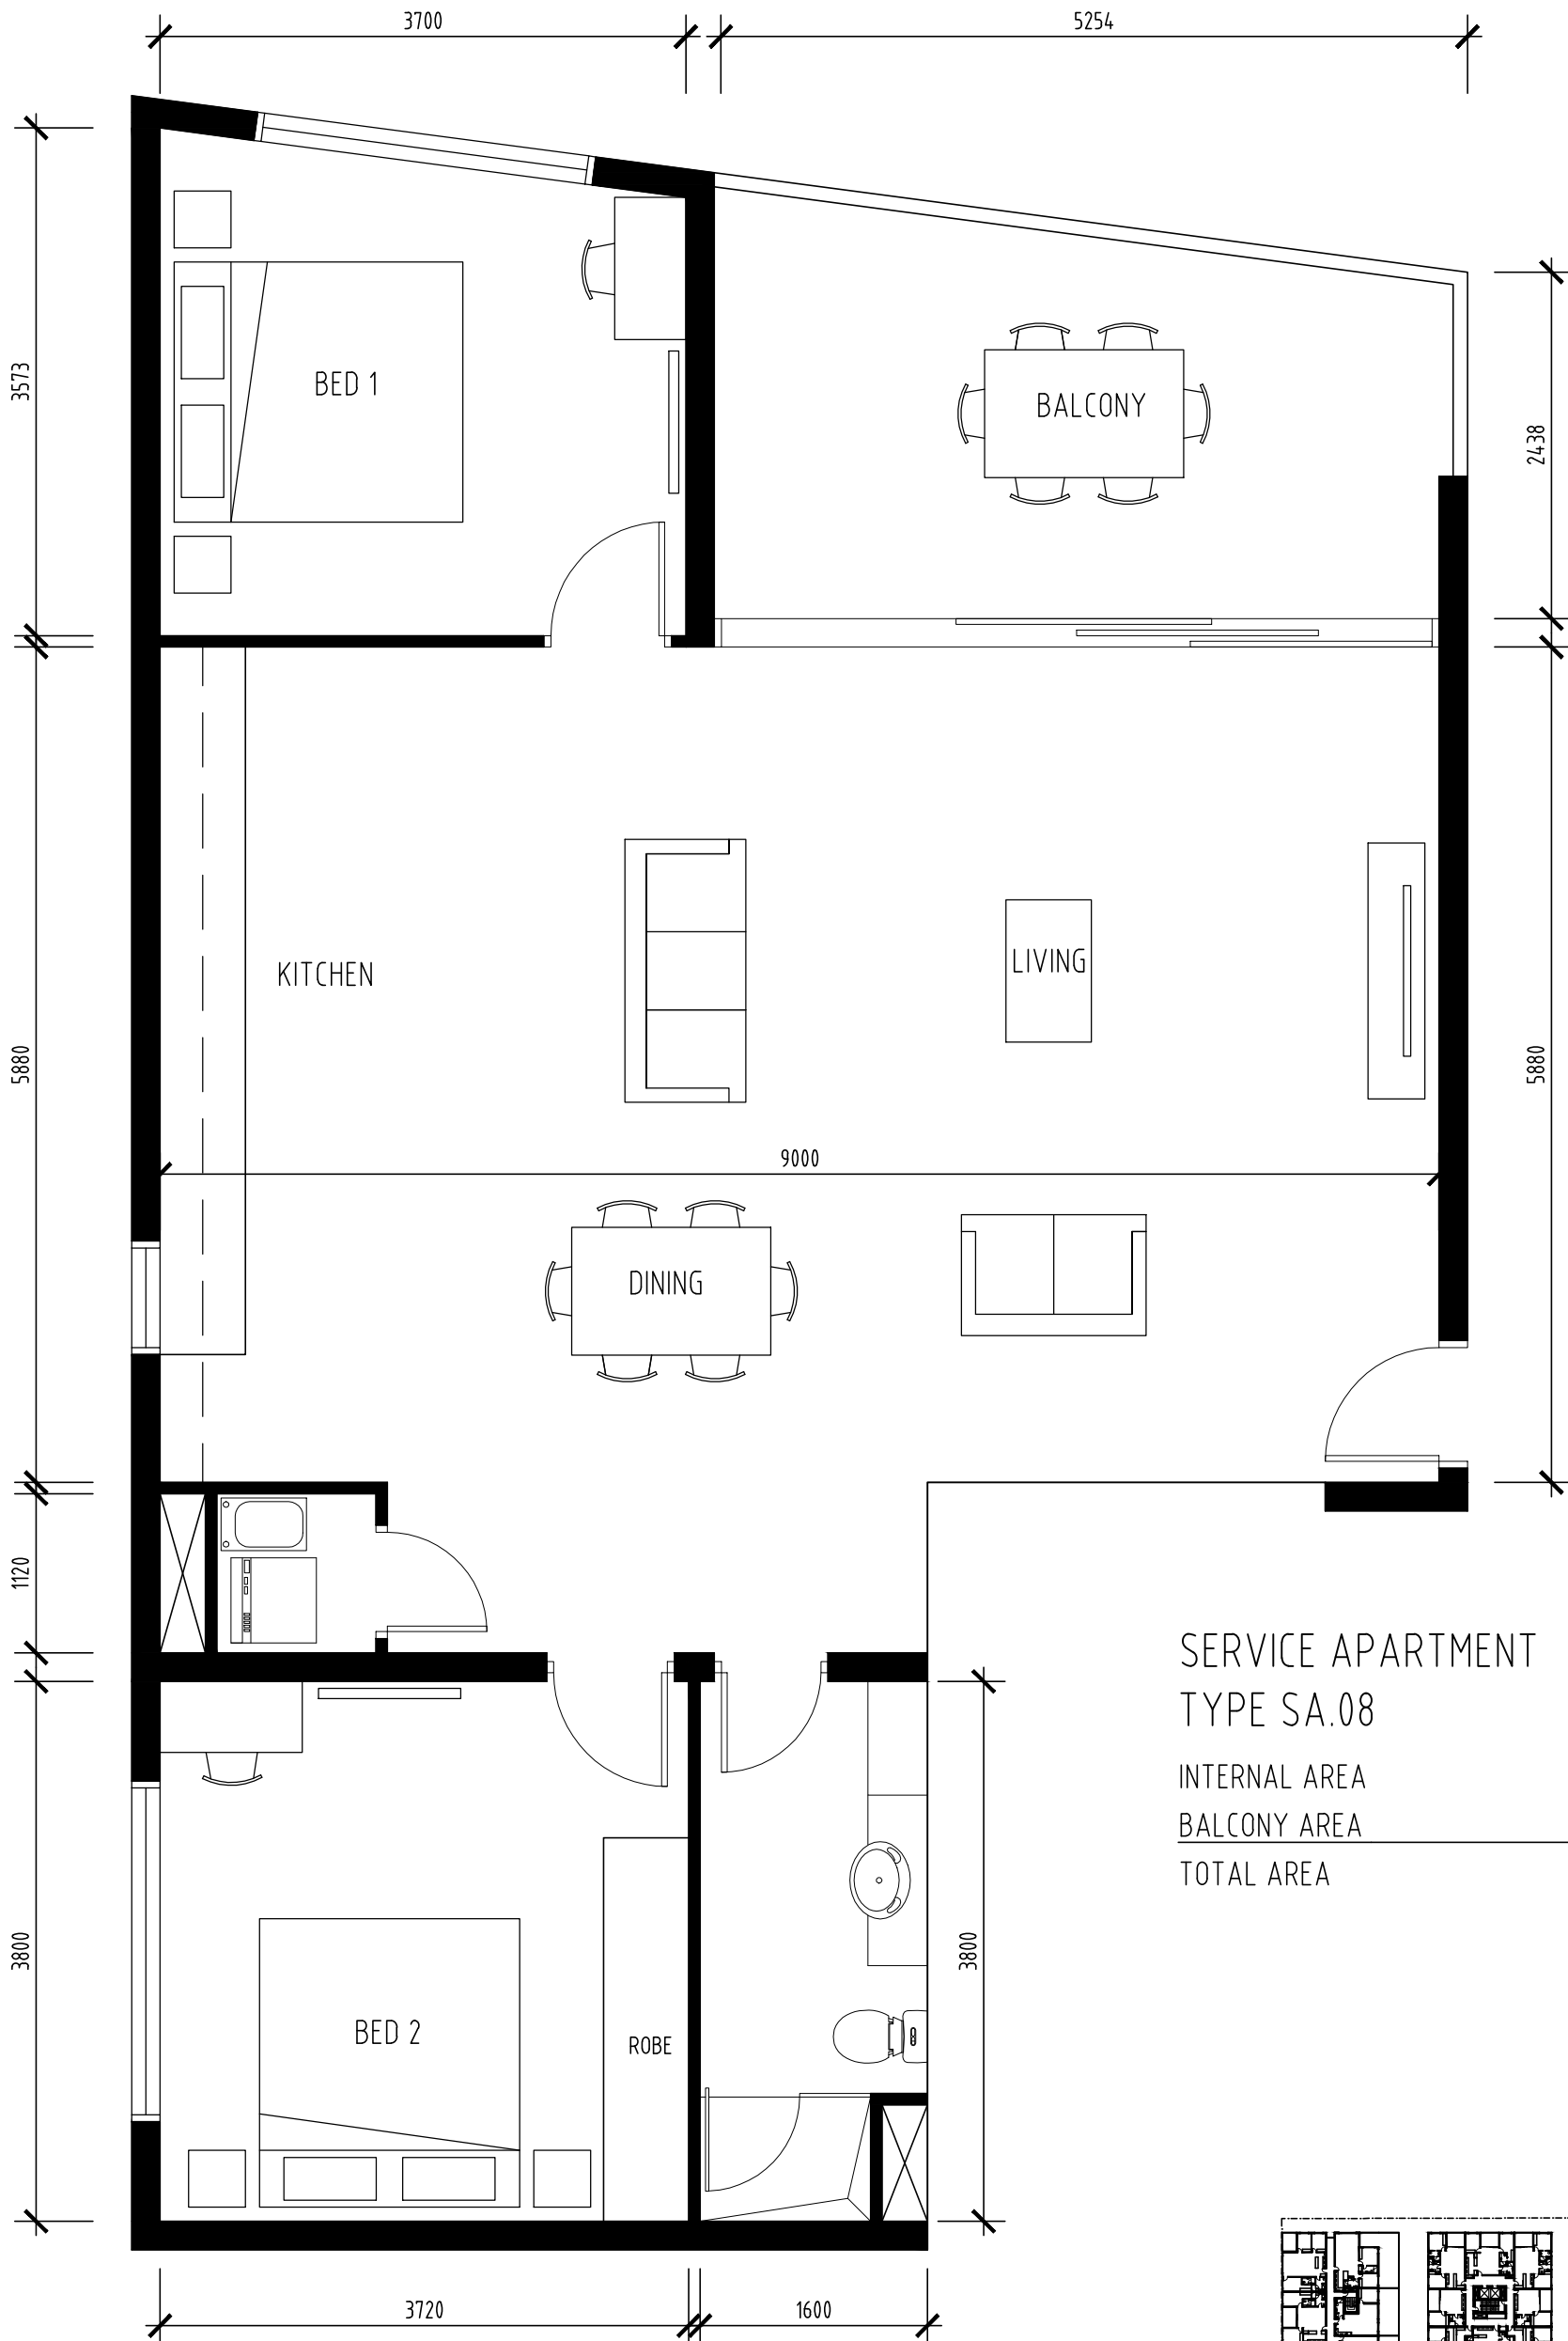 3700
5254
3573
BED 1
BALCONY
2438
KITCHEN
LIVING
5880
5880
9000
DINING
1120
SERVICE APARTMENT
TYPE SA.08
INTERNAL AREA
BALCONY AREA
TOTAL AREA
3800
3800
BED 2
ROBE
3720
1600